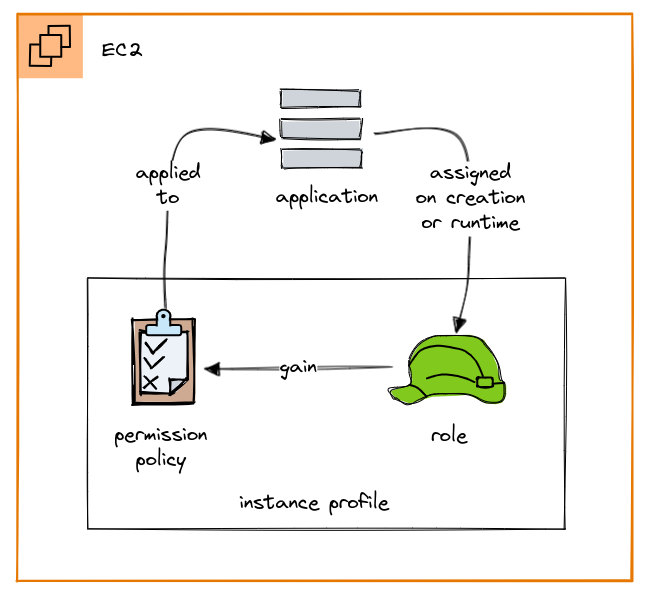 EC2
applied
to
application
assigned
on creation
or runtime
gain
permission
policy
role
instance profile